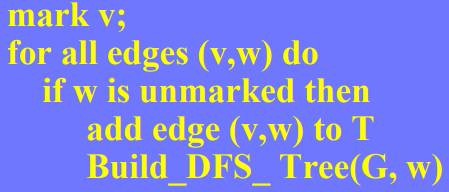 mark v;
for all edges (v,w) do
if w is unmarked then
add edge (v,w) to T
Build_DFS_ Tree(G, w)